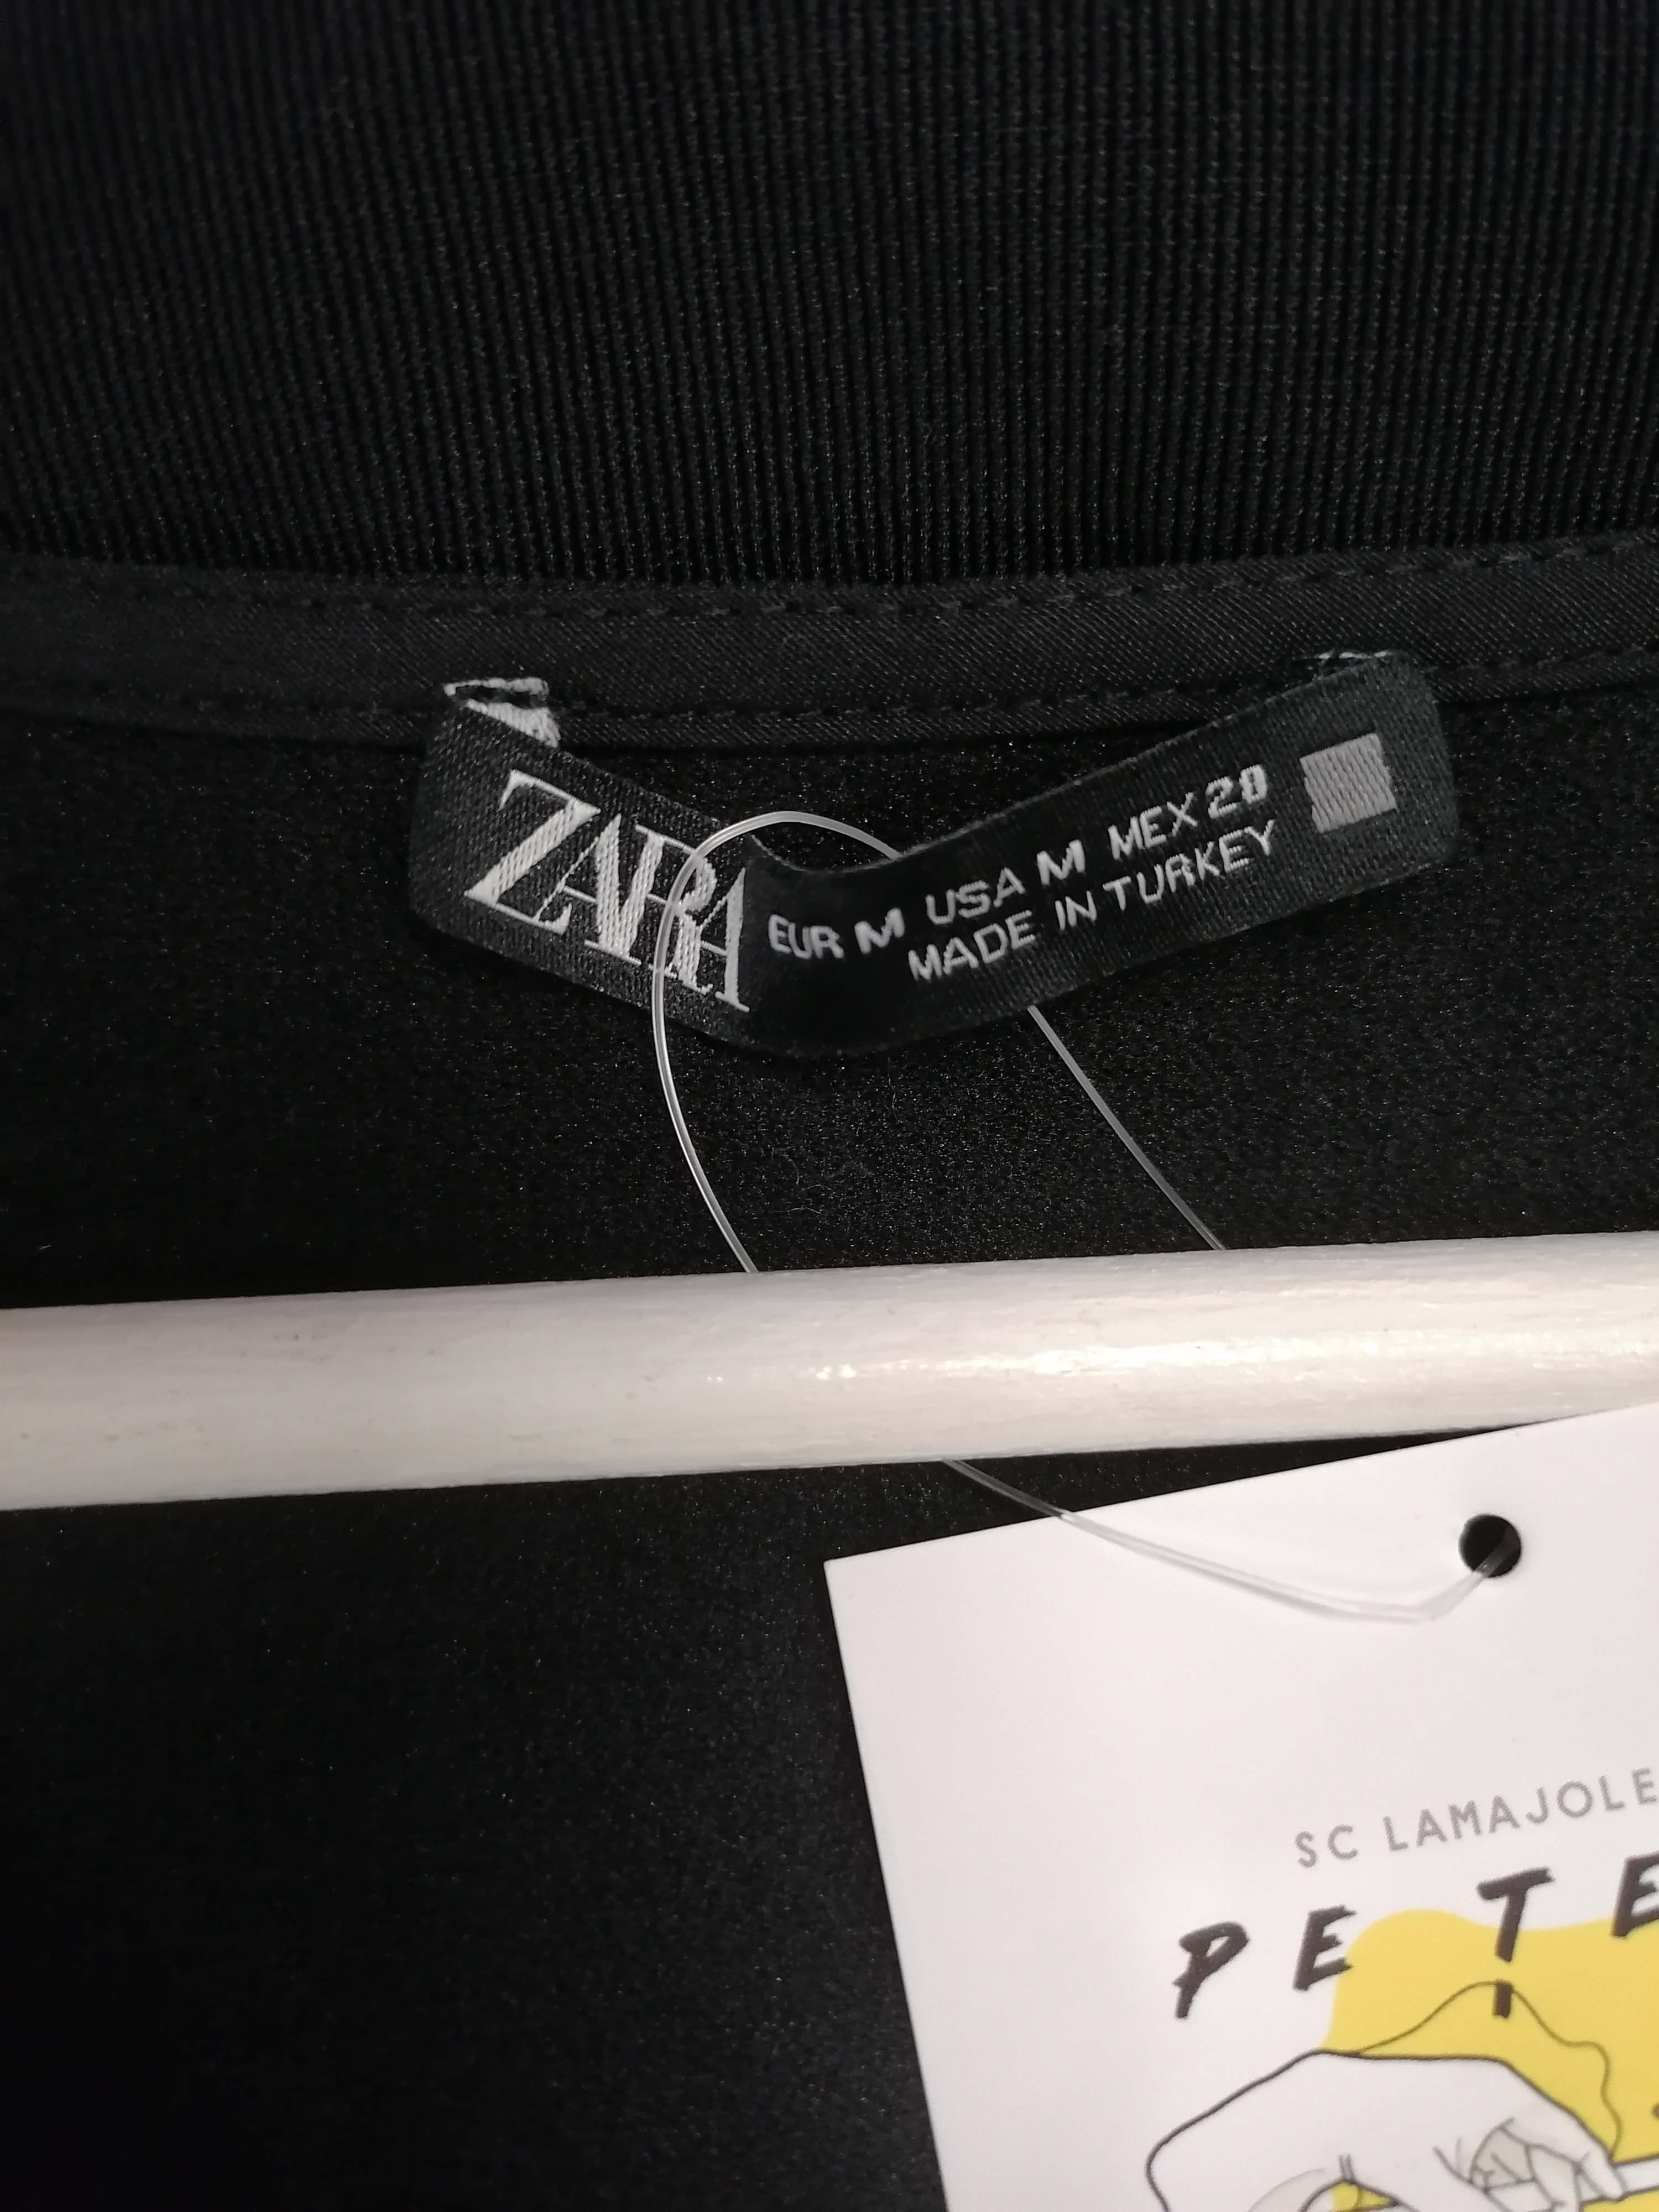 ZARA
EUR M USA M MEX 28
MADE IN TURKEY
SC LAMAJOLE
PETE